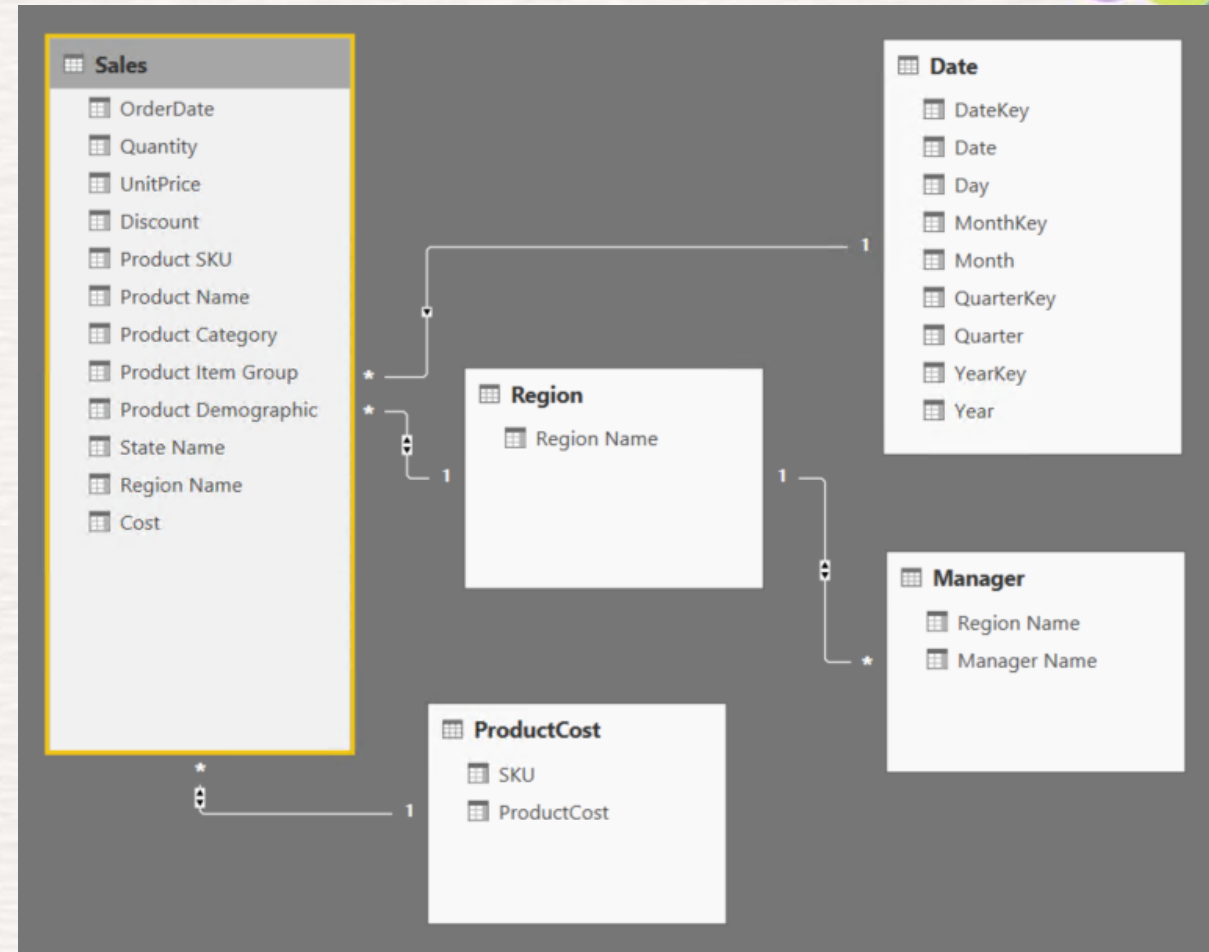 Sales
OrderDate
Quantity
UnitPrice
Discount
Product SKU
Product Name
Product Category
Product Item Group
Product Demographic
State Name
Region Name
Cost
*
*
*
1
1
1
*
1
Region
Region Name
Date
DateKey
Date
Day
MonthKey
Month
QuarterKey
Quarter
YearKey
Year
Manager
Region Name
Manager Name
ProductCost
SKU
ProductCost